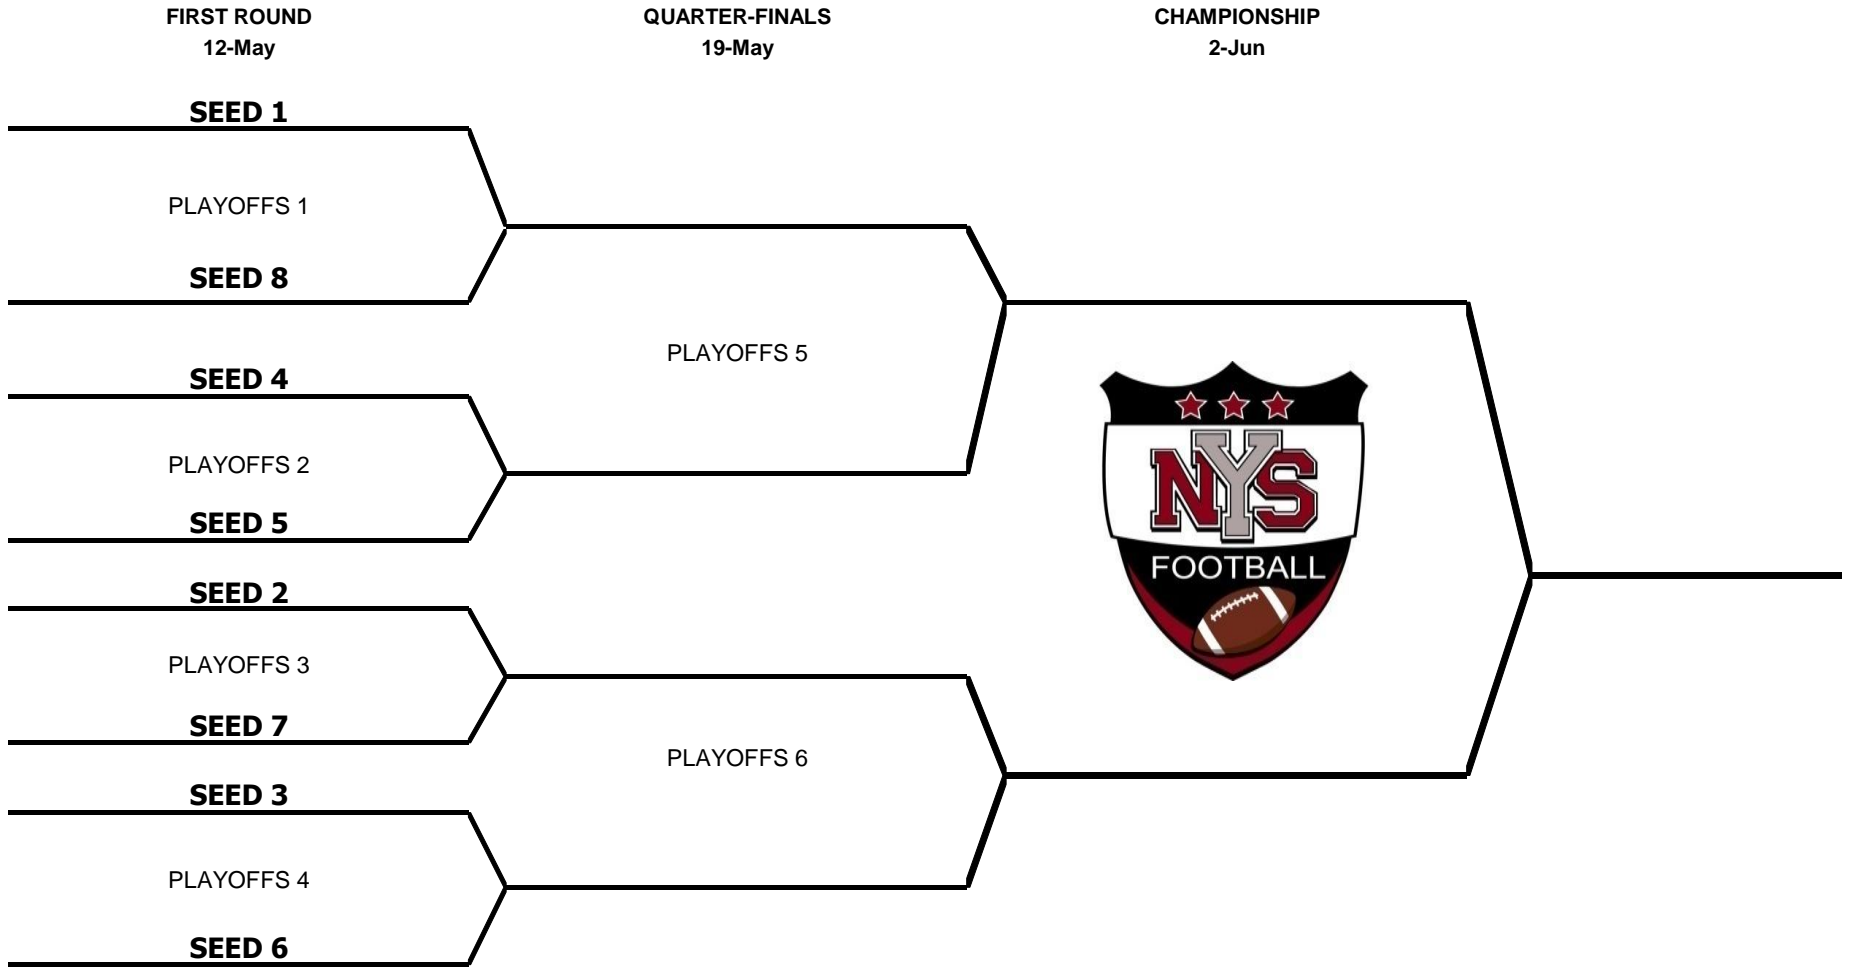 FIRST ROUND
12-May
QUARTER-FINALS
19-May
CHAMPIONSHIP
2-Jun
SEED 1
PLAYOFFS 1
SEED 8
PLAYOFFS 5
SEED 4
PLAYOFFS 2
SEED 5
NYS
FOOTBALL
SEED 2
PLAYOFFS 3
SEED 7
PLAYOFFS 6
SEED 3
PLAYOFFS 4
SEED 6